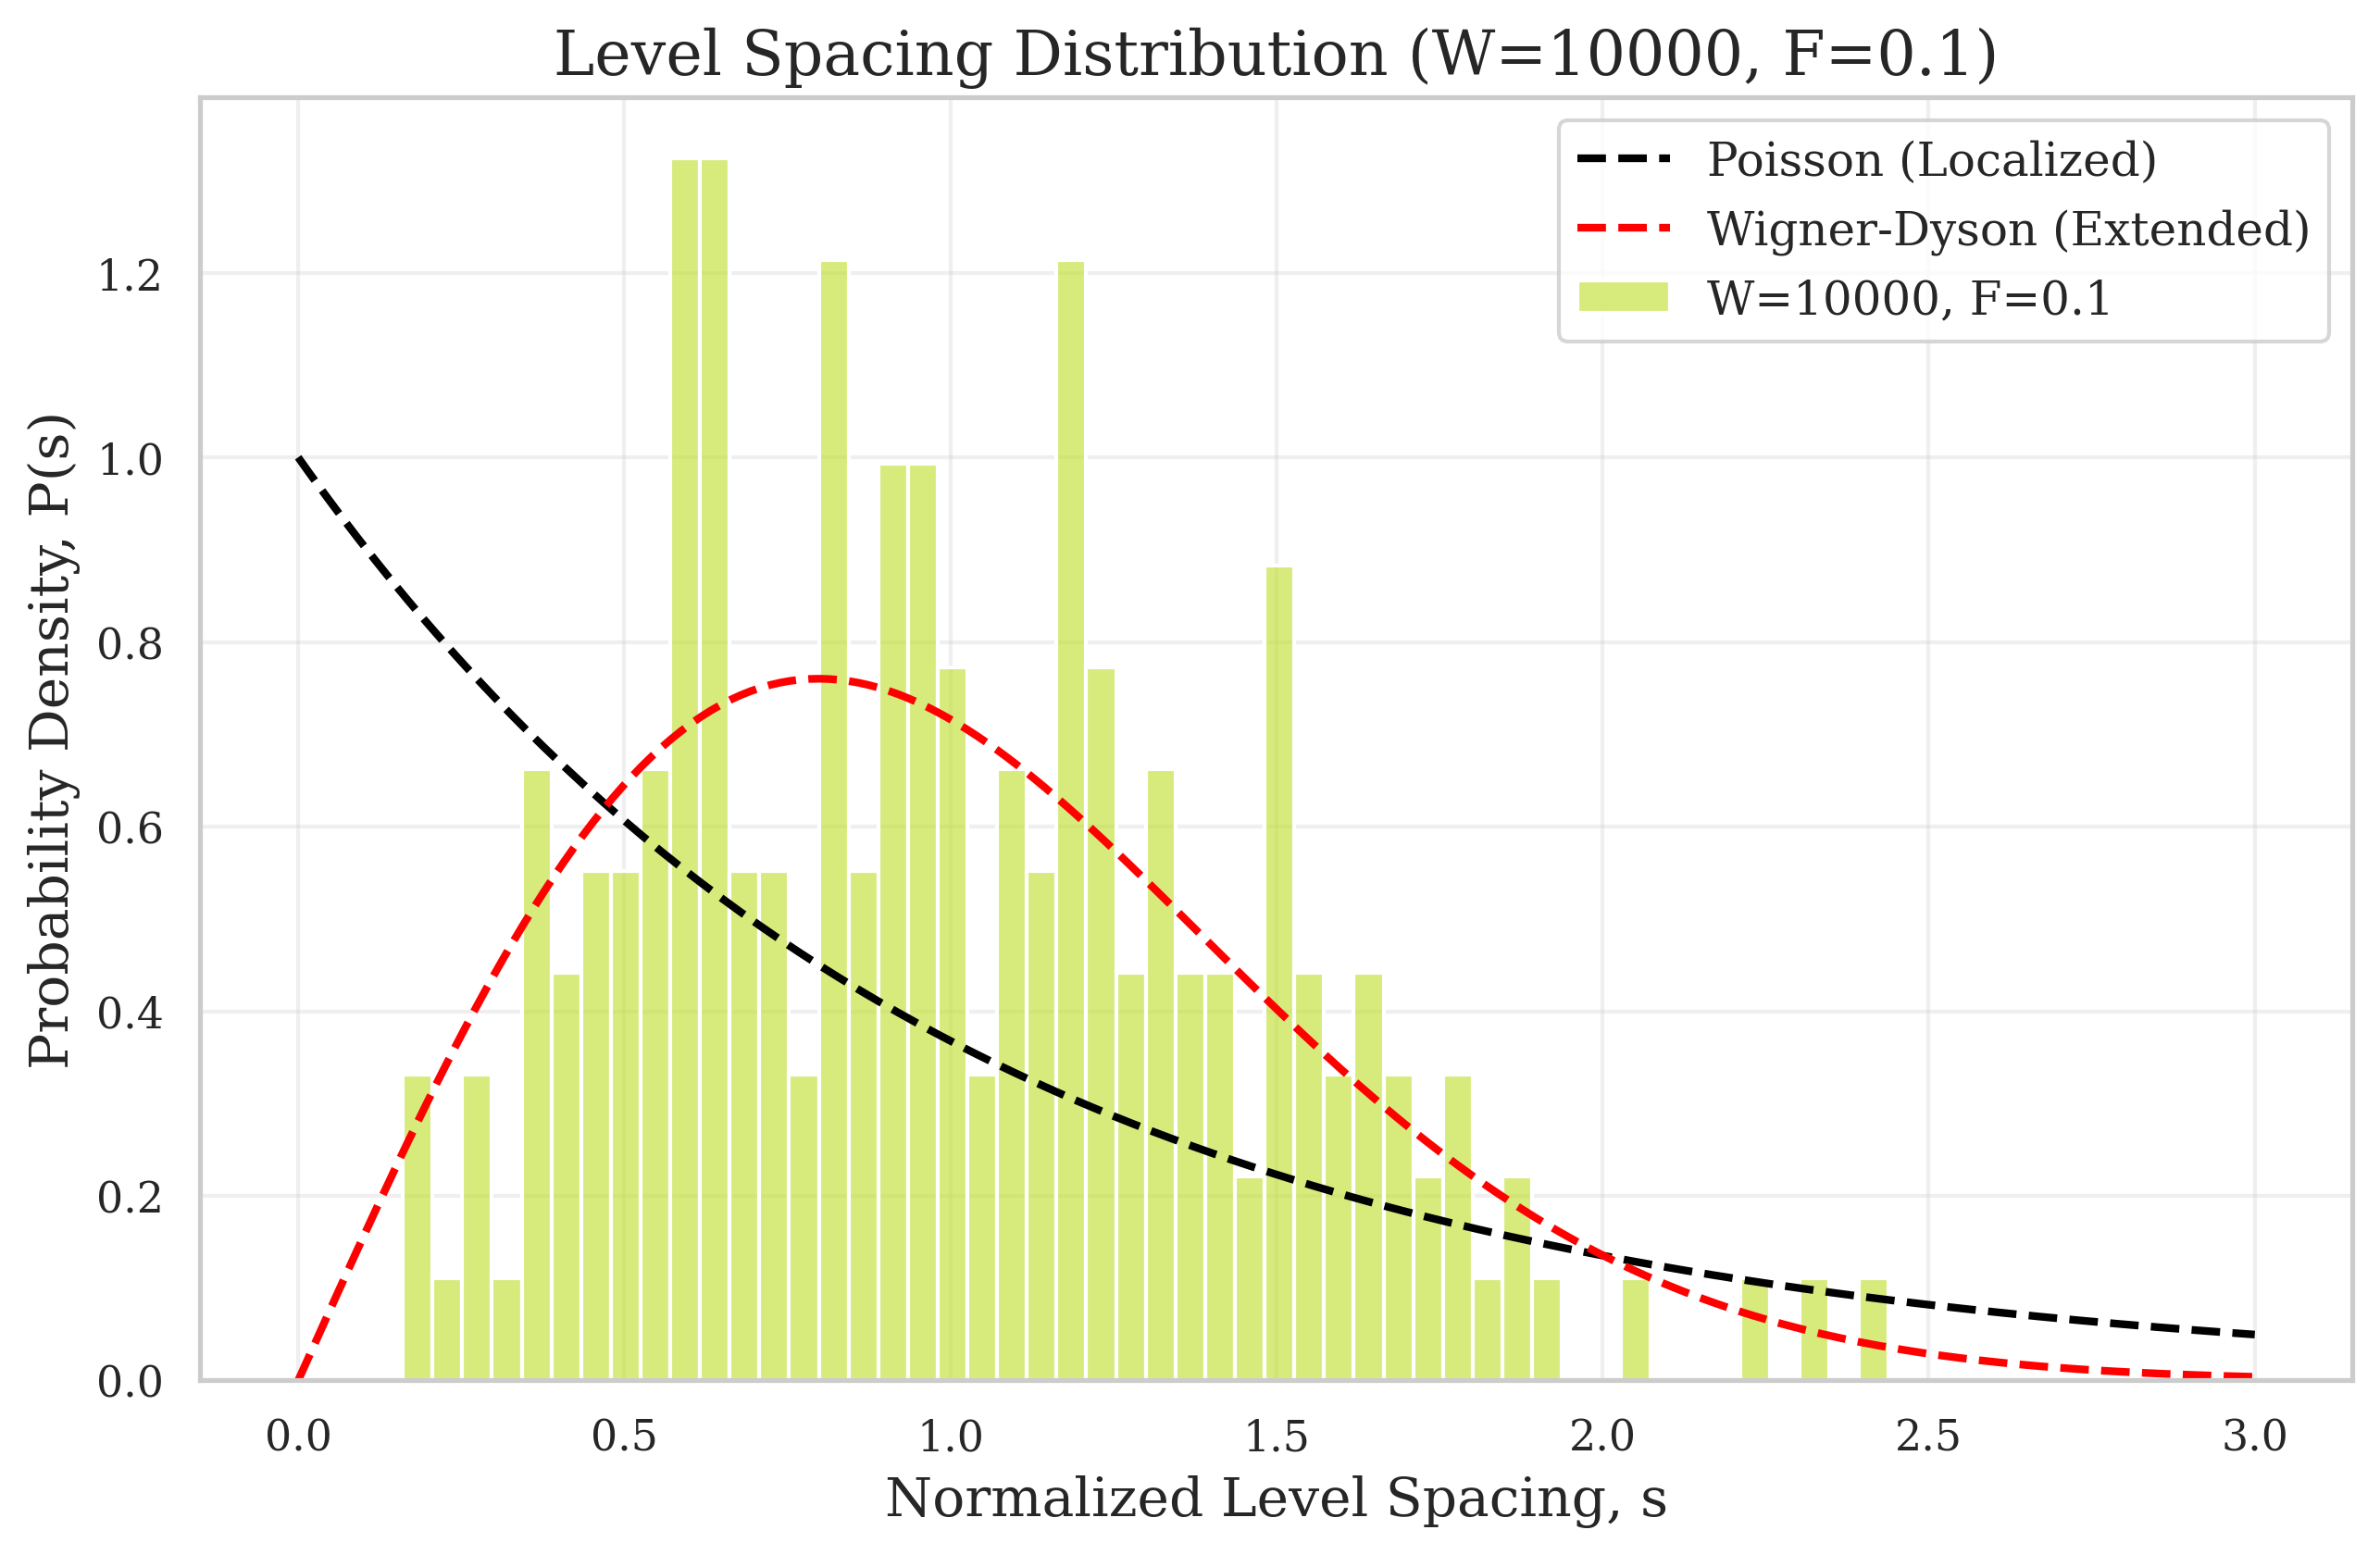 Level Spacing Distribution (W=10000, F=0.1)
Poisson (Localized)
Wigner-Dyson (Extended)
W=10000, F=0.1
Probability Density, P(s)
1.2
1.0
0.8
0.6
0.4
0.2
0.0
0.0 0.5 1.0 1.5 2.0 2.5 3.0
Normalized Level Spacing, s